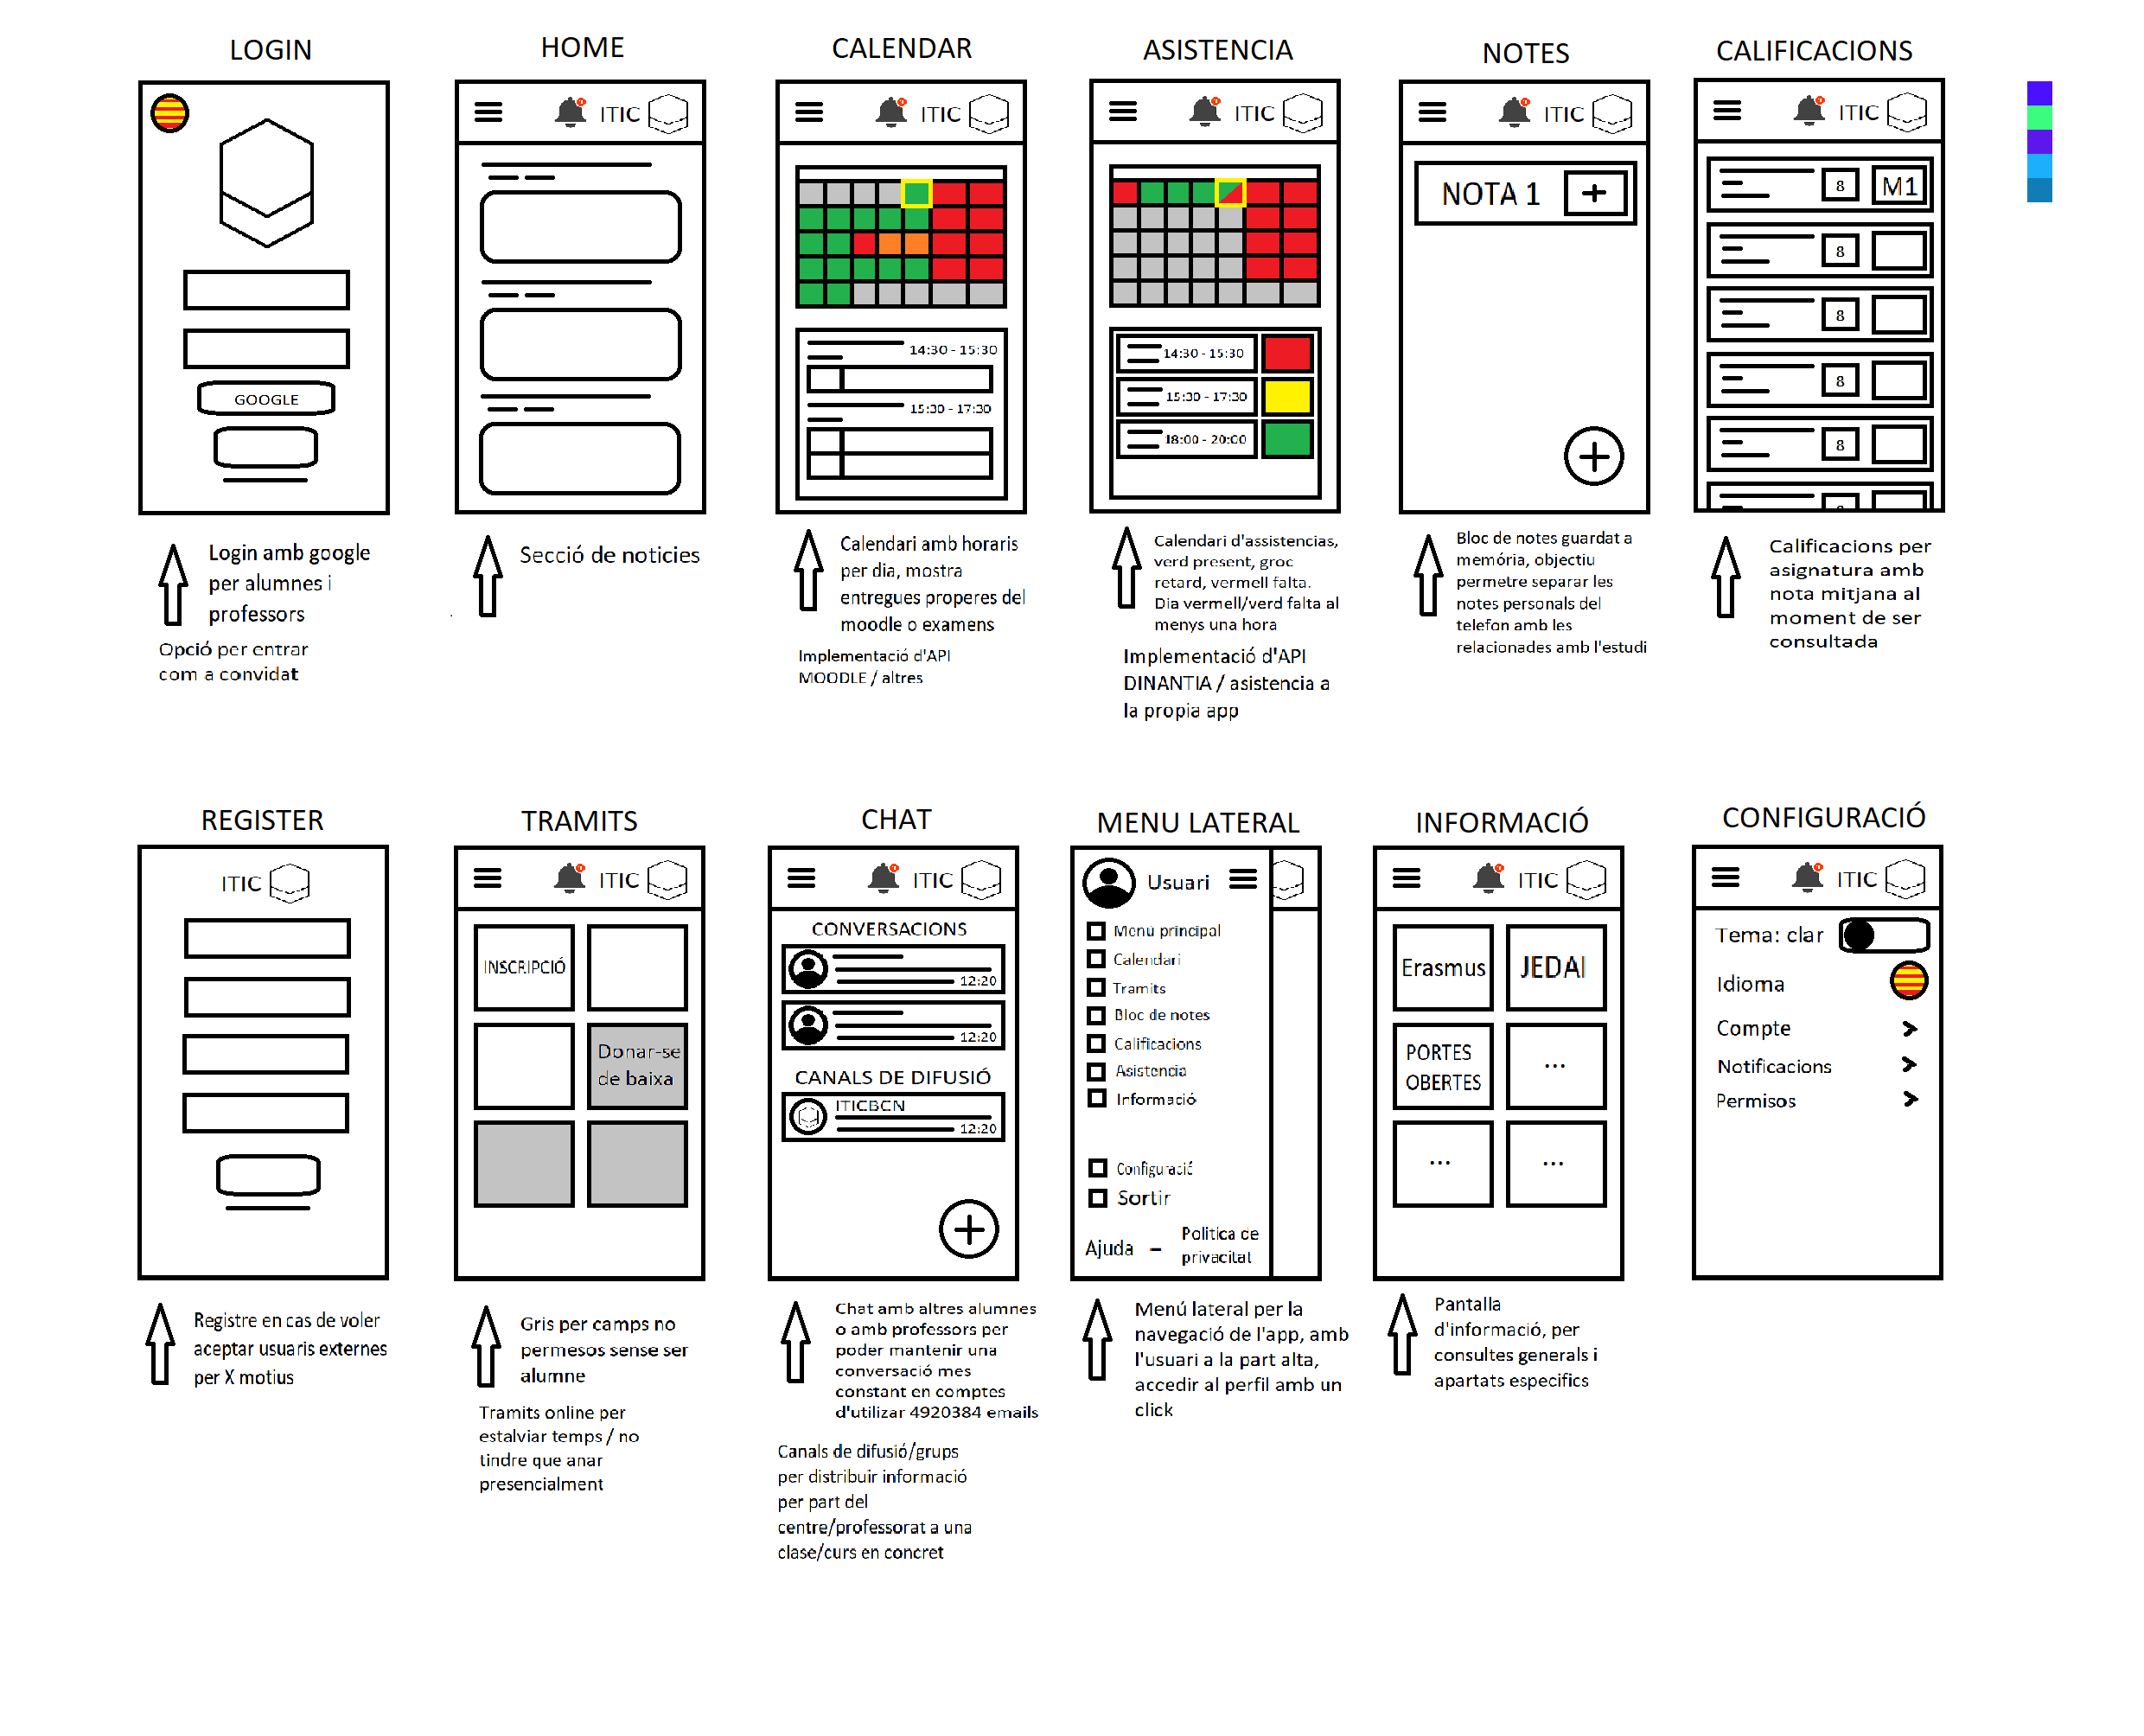 LOGIN
HOME
CALENDAR
ASISTENCIA
NOTES
CALIFICACIONS
GOOGLE
Login amb google
per alumnes i
professors
Opció per entrar
com a convidat
ITIC
Secció de noticies
ITIC
14:30 - 15:30
15:30 - 17:30
Calendari amb horaris
per dia, mostra
entregues properes del
moodle o examens
Implementació d'API
MOODLE / altres
ITIC
14:30 - 15:30
15:30 - 17:30
18:00 - 20:00
Calendari d'assistencias,
verd present, groc
retard, vermell falta.
Dia vermell/verd falta al
menys una hora
Implementació d'API
DINANTIA / asistencia a
la propia app
ITIC
NOTA 1
Bloc de notes guardat a
memória, objectiu
permetre separar les
notes personals del
telefon amb les
relacionades amb l'estudi
ITIC
8 M1
8
8
8
8
Calificacions per
asignatura amb
nota mitjana al
moment de ser
consultada
REGISTER
TRAMITS
CHAT
MENU LATERAL
INFORMACIÓ
CONFIGURACIÓ
ITIC
Registre en cas de voler
aceptar usuaris externes
per X motius
ITIC
INSCRIPCIÓ
Donar-se
de baixa
Gris per camps no
permesos sense ser
alumne
Tramits online per
estalviar temps / no
tindre que anar
presencialment
ITIC
CONVERSACIONS
12:20
12:20
CANALS DE DIFUSIÓ
ITICBCN
12:20
Chat amb altres alumnes
o amb professors per
poder mantenir una
conversació mes
constant en comptes
d'utilizar 4920384 emails
Canals de difusió/grups
per distribuir informació
per part del
centre/professorat a una
clase/curs en concret
Usuari
Menú principal
Calendari
Tramits
Bloc de notes
Calificacions
Asistencia
Informació
Configuració
Sortir
Ajuda – Politica de
privacitat
Menú lateral per la
navegació de l'app, amb
l'usuari a la part alta,
accedir al perfil amb un
click
ITIC
Erasmus
JEDAI
PORTES
OBERTES
...
...
...
Pantalla
d'informació, per
consultes generals i
apartats especifics
ITIC
Tema: clar
Idioma
Compte
Notificacions
Permisos